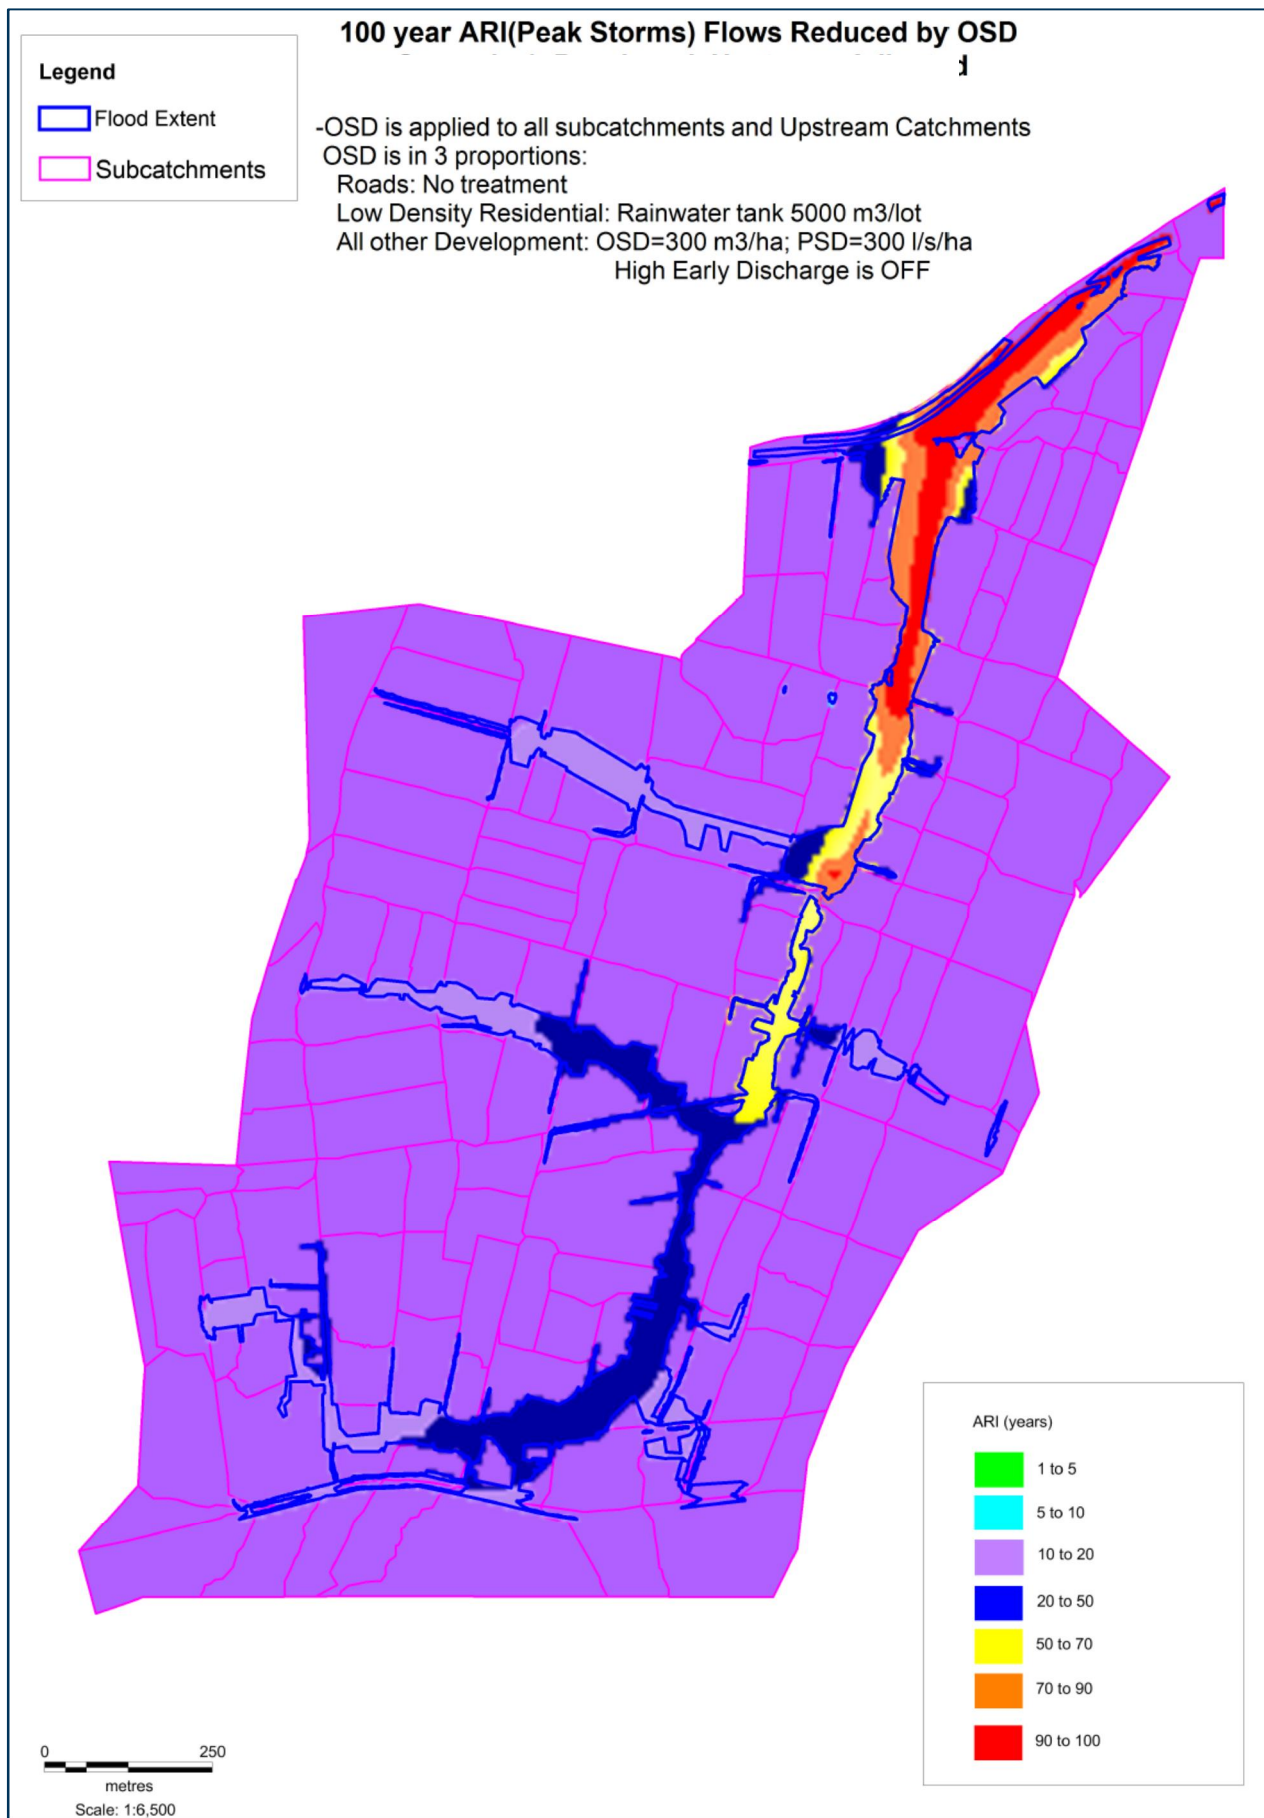 100 year ARI(Peak Storms) Flows Reduced by OSD
d
Legend
Flood Extent
Subcatchments
-OSD is applied to all subcatchments and Upstream Catchments
OSD is in 3 proportions:
Roads: No treatment
Low Density Residential: Rainwater tank 5000 m3/lot
All other Development: OSD=300 m3/ha; PSD=300 l/s/ha
High Early Discharge is OFF
ARI (years)
1 to 5
5 to 10
10 to 20
20 to 50
50 to 70
70 to 90
90 to 100
0 250
metres
Scale: 1:6,500